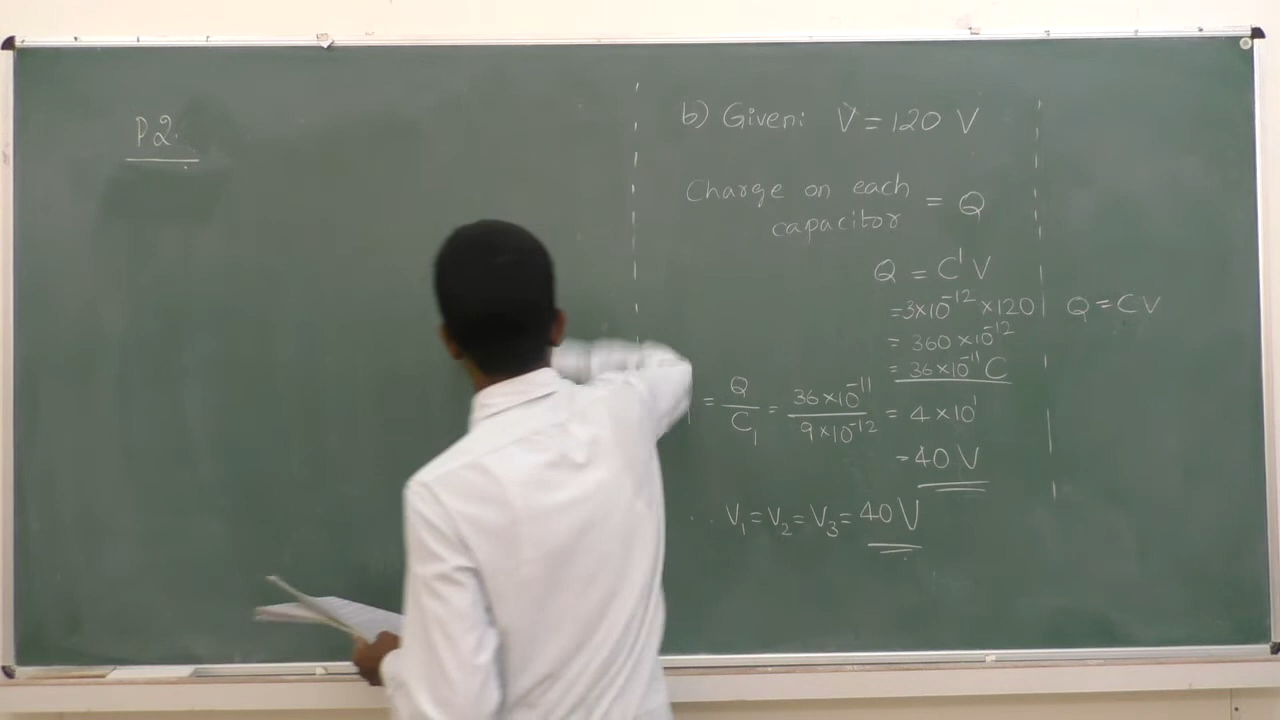 P2.
b) Given: V = 120 V
Charge on each
capacitor = Q
Q = C'V
= 3×10⁻¹² × 120
Q = CV
= 360 × 10⁻¹²
= 36×10⁻¹¹ C
= Q/C₁ = 36×10⁻¹¹/9×10⁻¹² = 4×10¹
= 40 V
V₁ = V₂ = V₃ = 40V